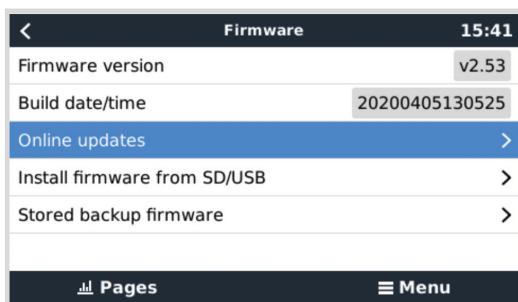 Firmware 15:41
Firmware version v2.53
Build date/time 20200405130525
Online updates
Install firmware from SD/USB
Stored backup firmware
Pages Menu